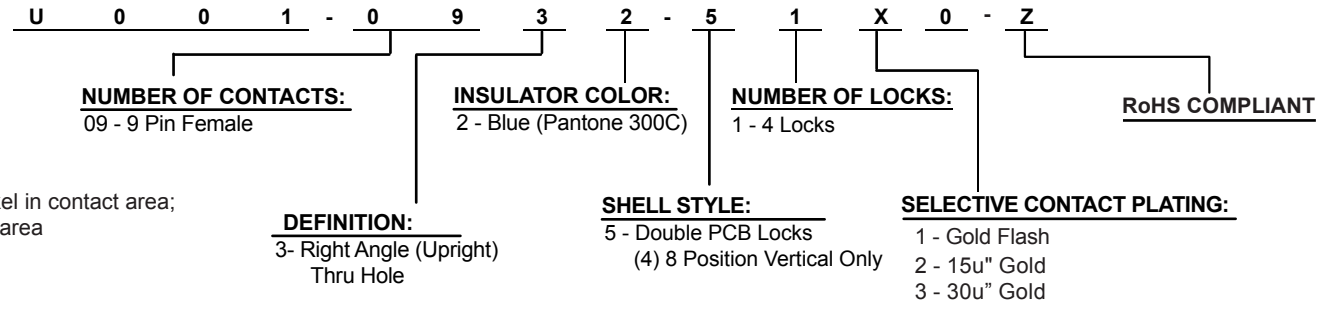 U 0 0 1 - 0 9 3 2 - 5 1 X 0 - Z
NUMBER OF CONTACTS:
09 - 9 Pin Female
INSULATOR COLOR:
2 - Blue (Pantone 300C)
NUMBER OF LOCKS:
1 - 4 Locks
RoHS COMPLIANT
in contact area;
area
DEFINITION:
3- Right Angle (Upright)
Thru Hole
SHELL STYLE:
5 - Double PCB Locks
(4) 8 Position Vertical Only
SELECTIVE CONTACT PLATING:
1 - Gold Flash
2 - 15u" Gold
3 - 30u” Gold